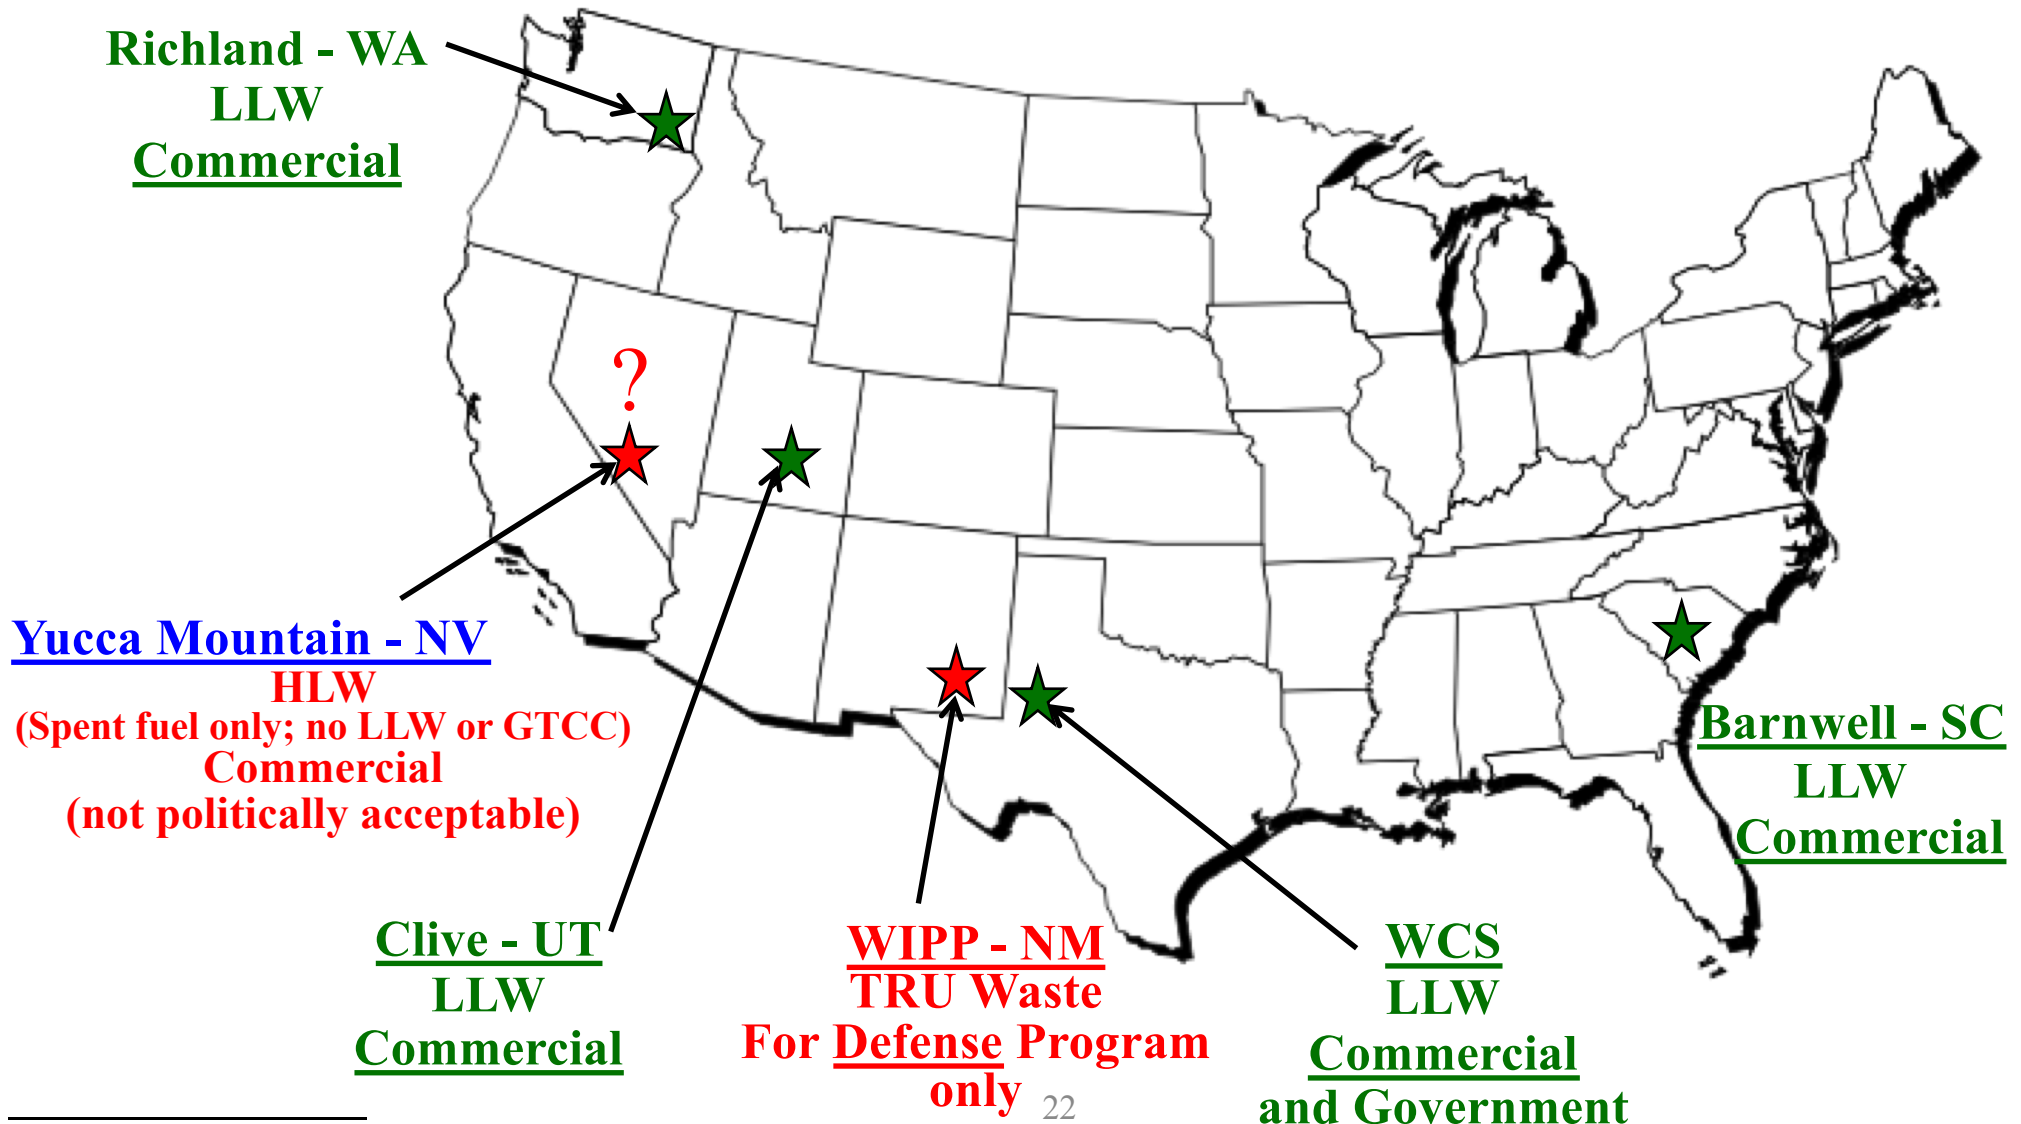 Richland - WA
LLW
Commercial
?
Yucca Mountain - NV
HLW
(Spent fuel only; no LLW or GTCC)
Commercial
(not politically acceptable)
Clive - UT
LLW
Commercial
WIPP - NM
TRU Waste
For Defense Program
only
WCS
LLW
Commercial
and Government
Barnwell - SC
LLW
Commercial
22